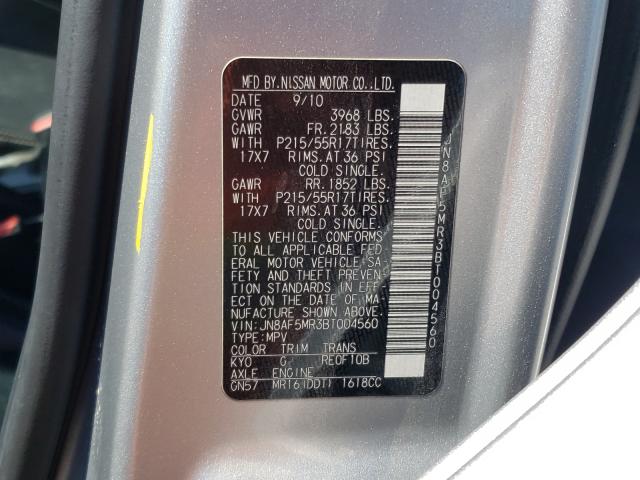 MFD BY.NISSAN MOTOR CO.,LTD.
DATE 9/10
GVWR 3968 LBS.
GAWR FR.2183 LBS.
WITH P215/55R17TIRES.
17X7 RIMS.AT 36 PSI
COLD SINGLE.
GAWR RR.1852 LBS.
WITH P215/55R17TIRES.
17X7 RIMS.AT 36 PSI
COLD SINGLE.
THIS VEHICLE CONFORMS
TO ALL APPLICABLE FED
ERAL MOTOR VEHICLE SA-
FETY AND THEFT PREVEN
TION STANDARDS IN EFF-
ECT ON THE DATE OF MA
NUFACTURE SHOWN ABOVE.
VIN:JN8AF5MR3BT004560
TYPE:MPV
COLOR TRIM TRANS
KYO G RE0F10B
AXLE ENGINE
GN57 MR16(DDT) 1618CC
JN8AF5MR3BT004560